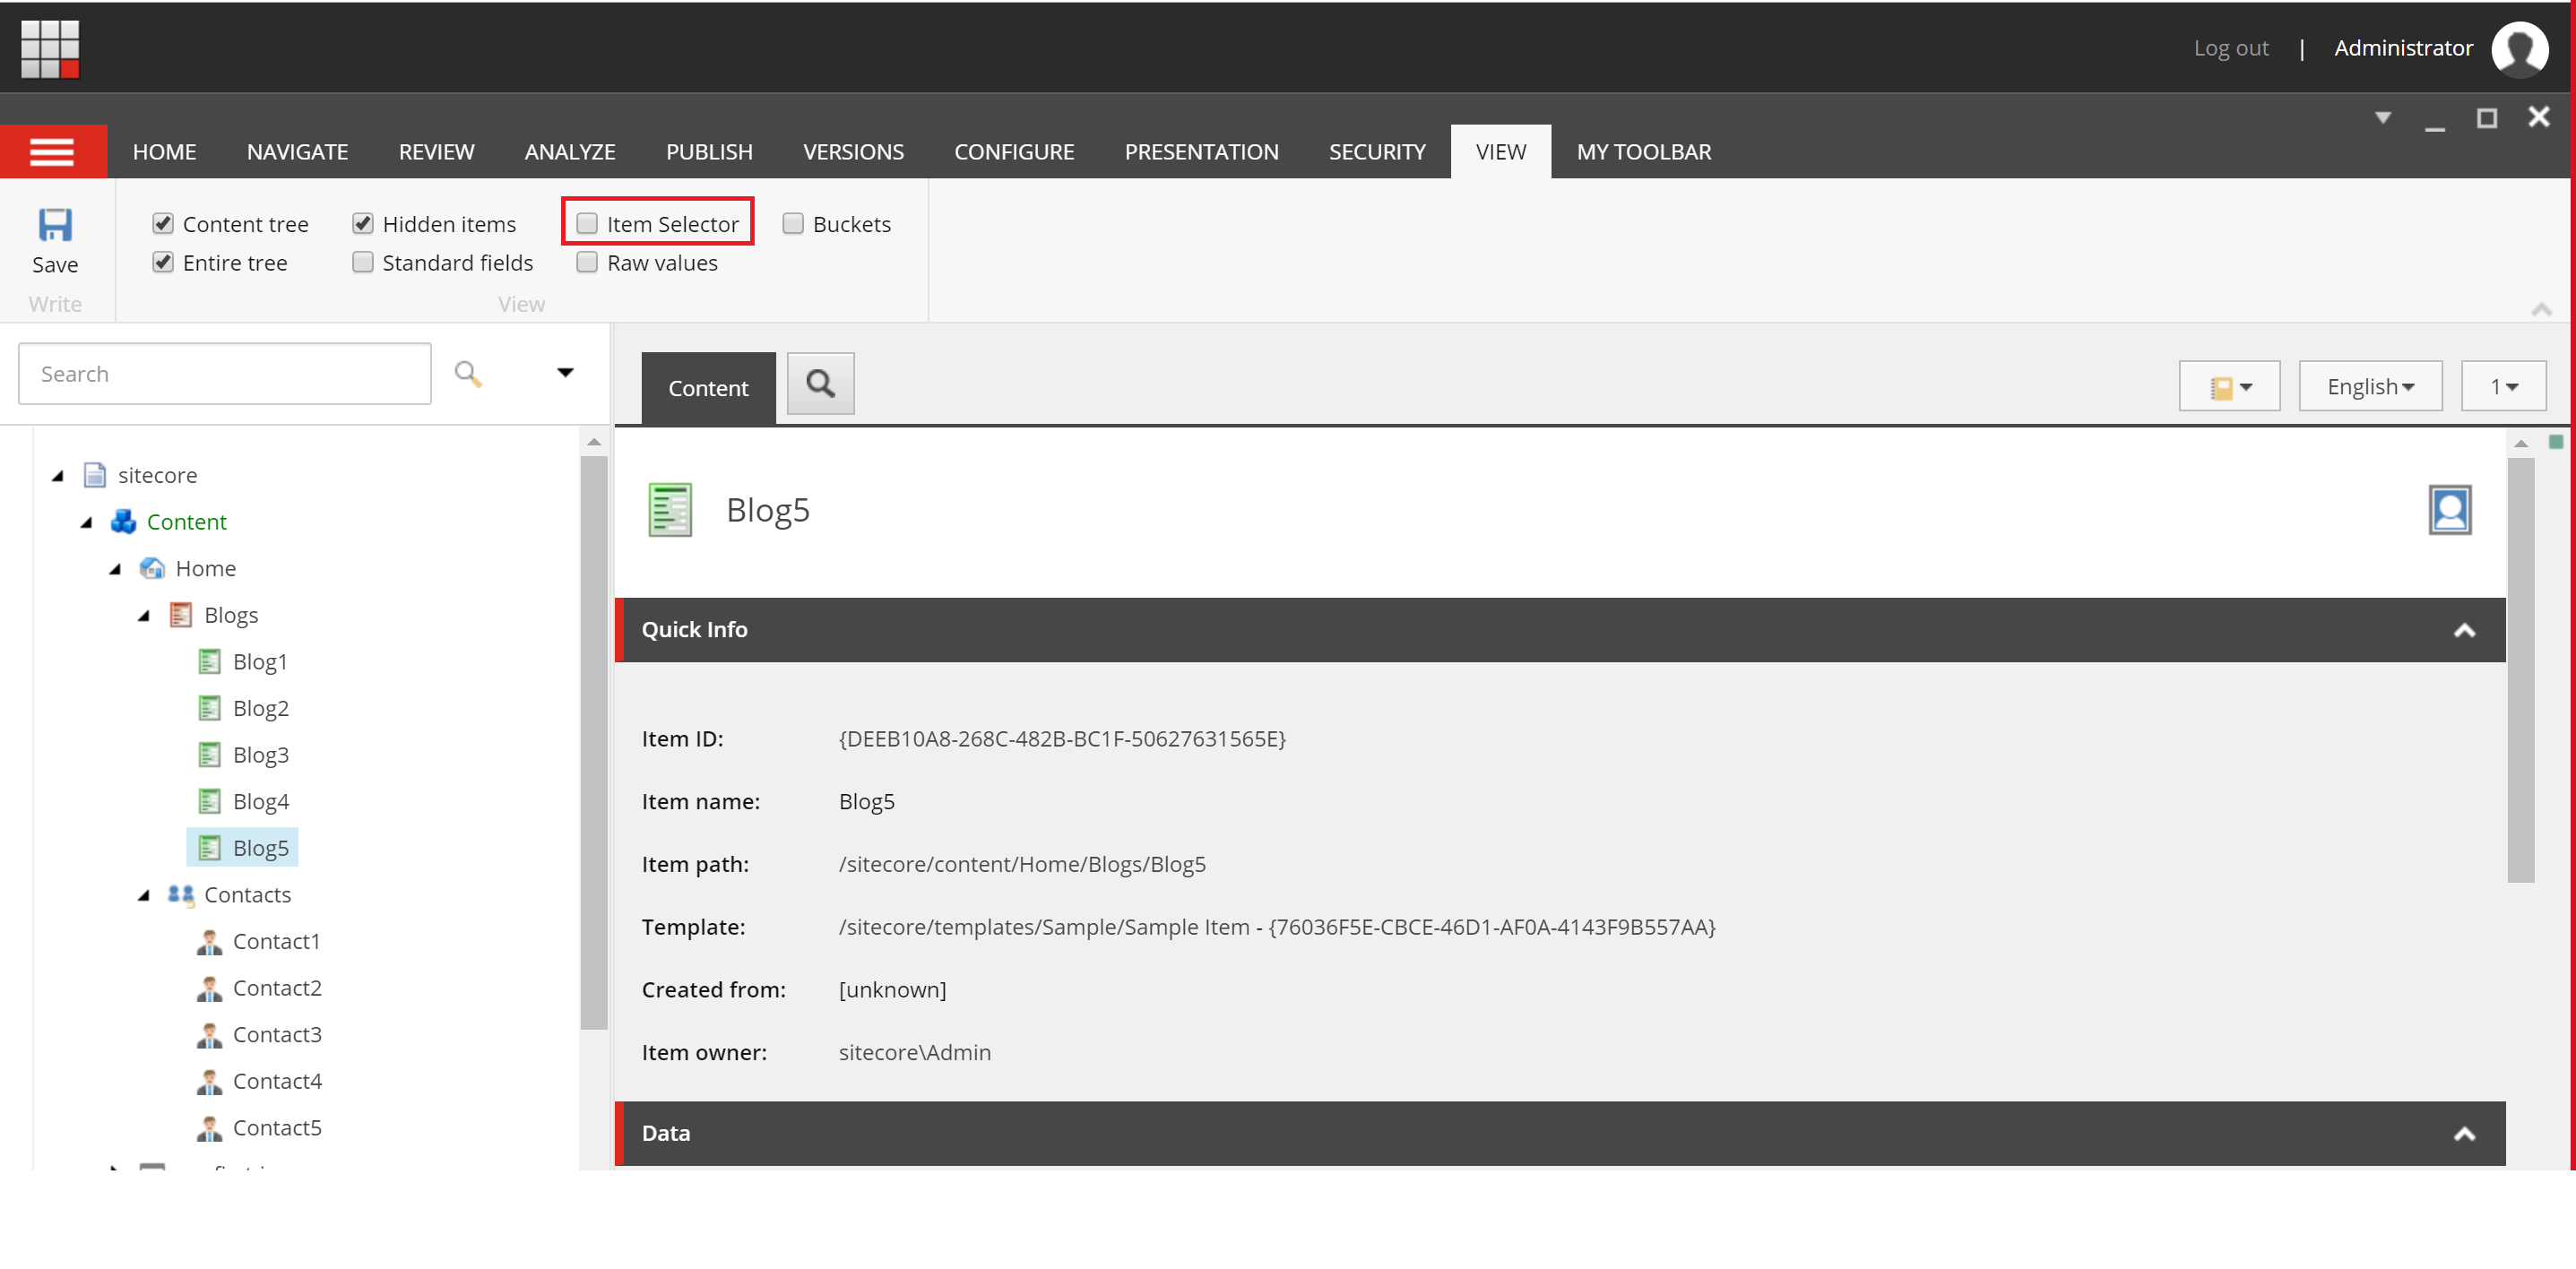 Log out | Administrator
HOME NAVIGATE REVIEW ANALYZE PUBLISH VERSIONS CONFIGURE PRESENTATION SECURITY VIEW MY TOOLBAR
Content tree Hidden items Item Selector Buckets
Save Entire tree Standard fields Raw values
Write View
Search
Content English 1
sitecore
Content
Home
Blogs
Blog1
Blog2
Blog3
Blog4
Blog5
Contacts
Contact1
Contact2
Contact3
Contact4
Contact5
Blog5
Quick Info
Item ID: {DEEB10A8-268C-482B-BC1F-50627631565E}
Item name: Blog5
Item path: /sitecore/content/Home/Blogs/Blog5
Template: /sitecore/templates/Sample/Sample Item - {76036F5E-CBCE-46D1-AF0A-4143F9B557AA}
Created from: [unknown]
Item owner: sitecore\Admin
Data